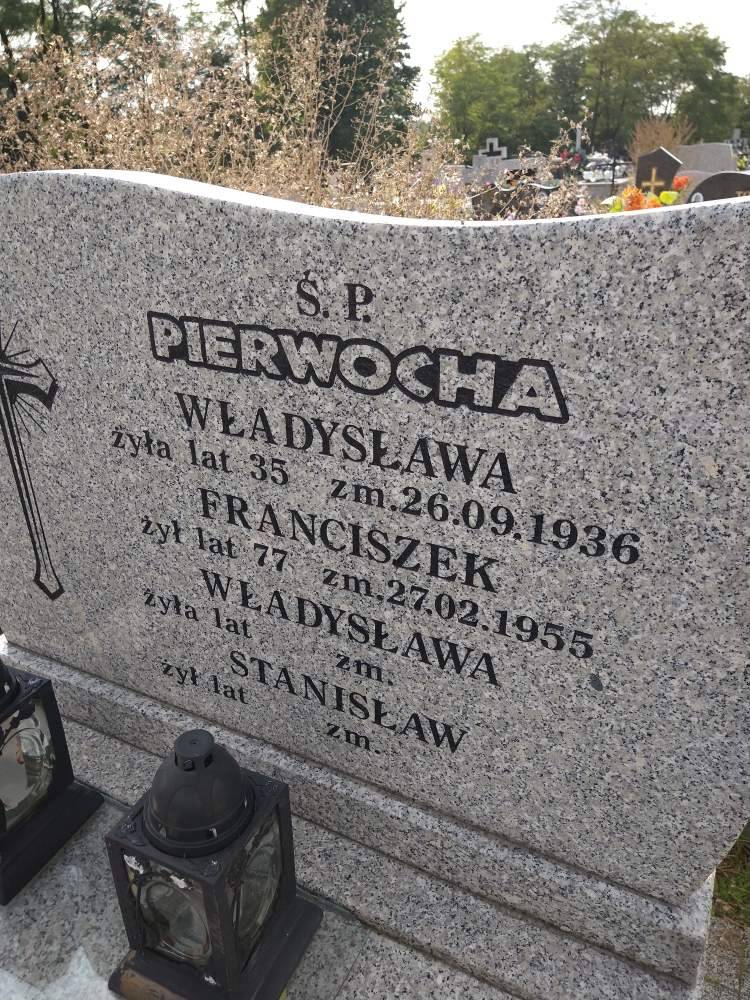 Ś. P.
PIERWOCHA
WŁADYSŁAWA
żyła lat 35 zm.26.09.1936
FRANCISZEK
żył lat 77 zm.27.02.1955
WŁADYSŁAWA
żyła lat zm.
STANISŁAW
żył lat zm.